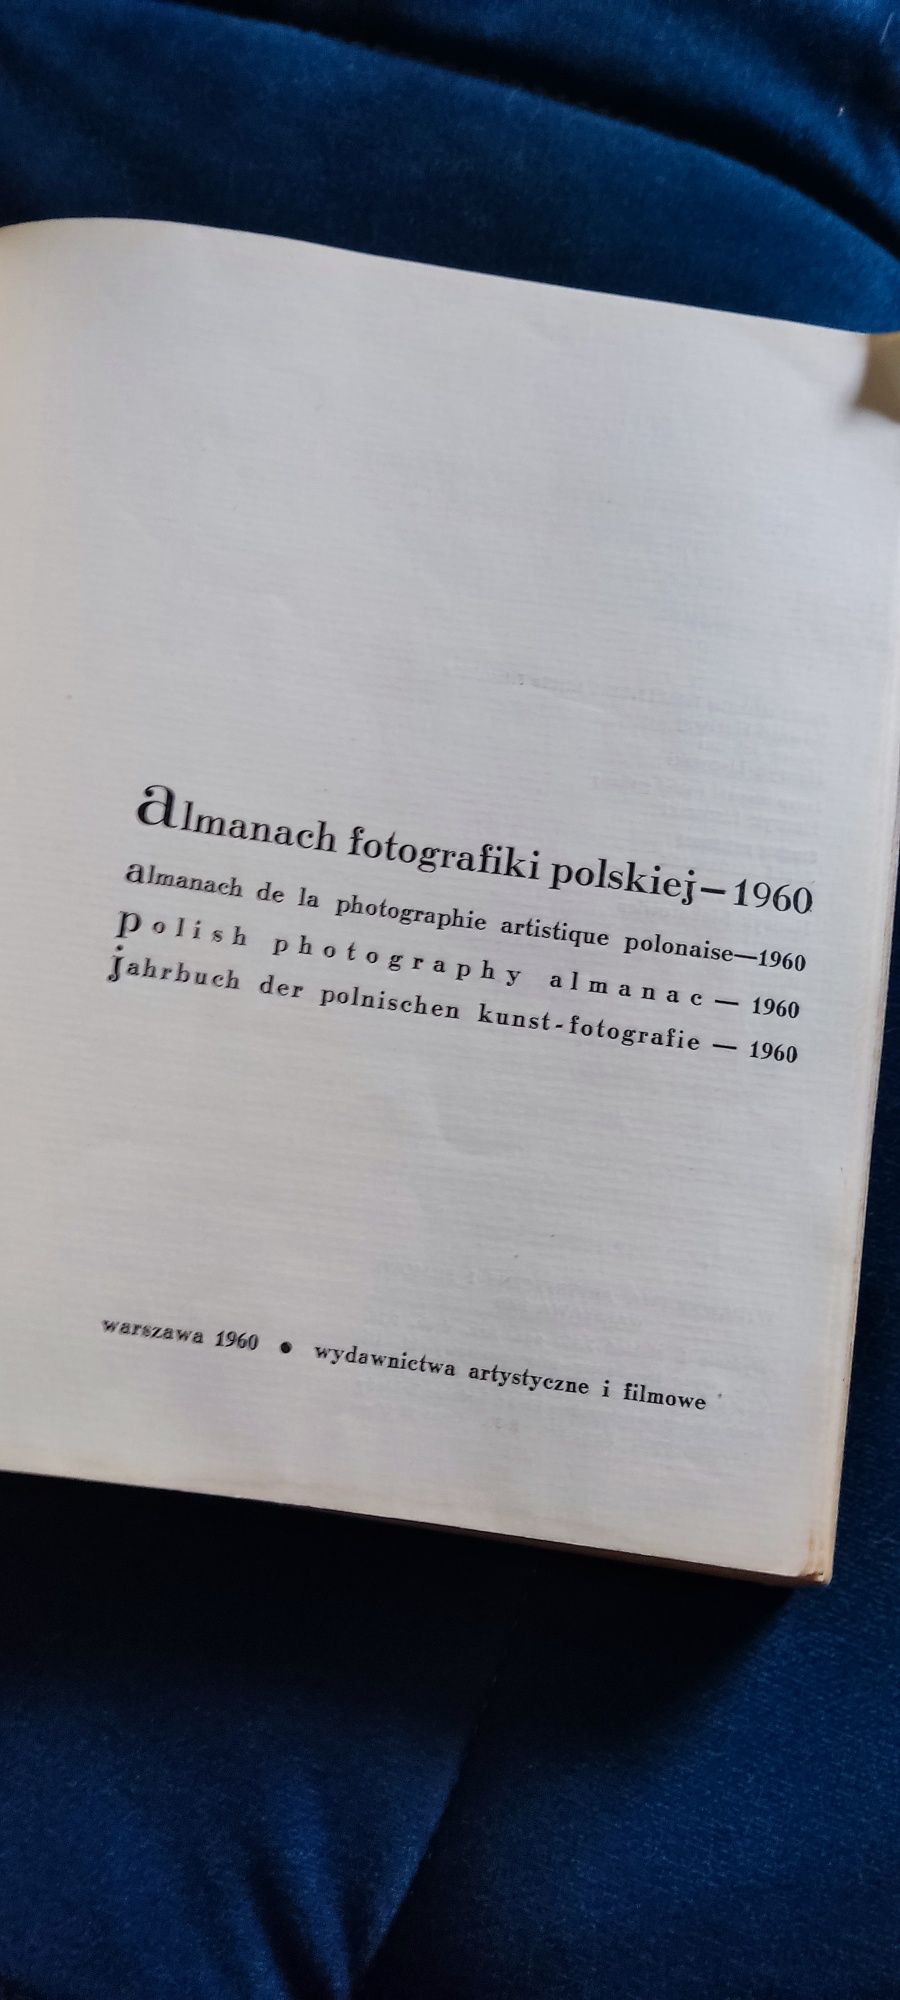 almanach fotografiki polskiej—1960
almanach de la photographie artistique polonaise—1960
polish photography almanac — 1960
jahrbuch der polnischen kunst-fotografie — 1960
warszawa 1960 ● wydawnictwa artystyczne i filmowe